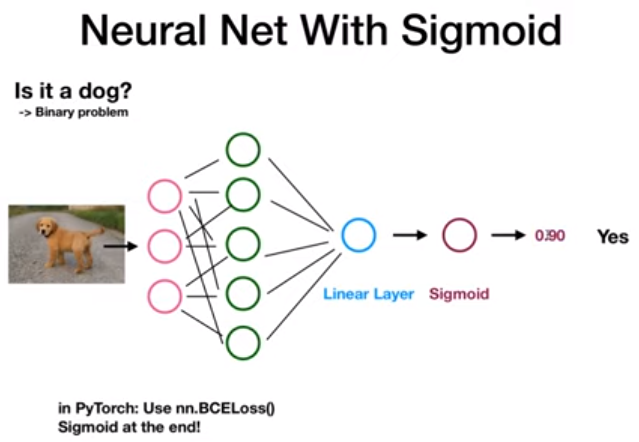 Neural Net With Sigmoid
Is it a dog?
-> Binary problem
0.90
Yes
Linear Layer
Sigmoid
in PyTorch: Use nn.BCELoss()
Sigmoid at the end!